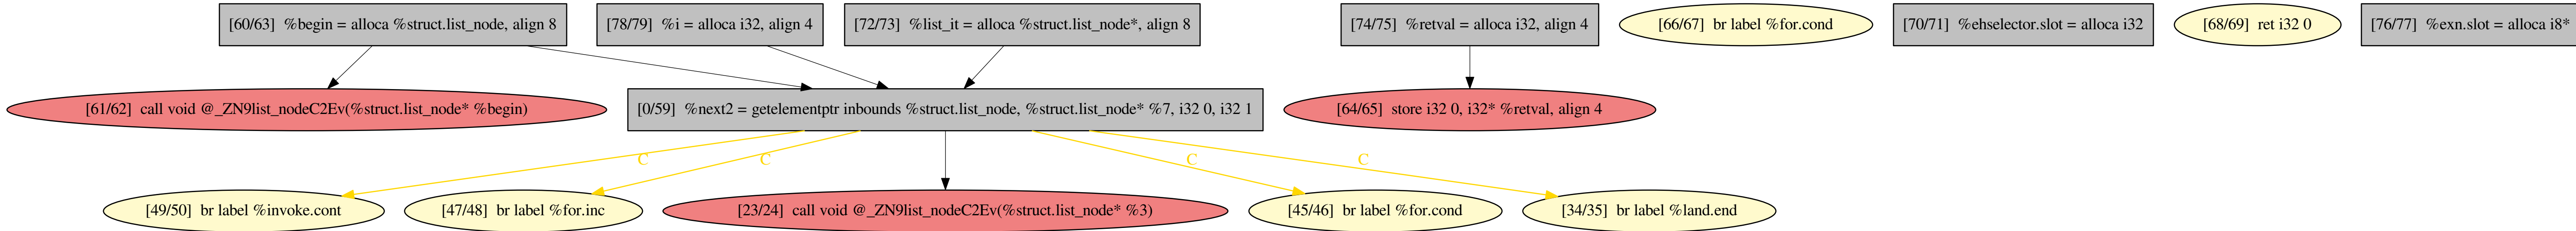 [60/63] %begin = alloca %struct.list_node, align 8
[78/79] %i = alloca i32, align 4
[72/73] %list_it = alloca %struct.list_node*, align 8
[74/75] %retval = alloca i32, align 4
[66/67] br label %for.cond
[70/71] %ehselector.slot = alloca i32
[68/69] ret i32 0
[76/77] %exn.slot = alloca i8*
[61/62] call void @_ZN9list_nodeC2Ev(%struct.list_node* %begin)
[0/59] %next2 = getelementptr inbounds %struct.list_node, %struct.list_node* %7, i32 0, i32 1
[64/65] store i32 0, i32* %retval, align 4
C
C
C
C
[49/50] br label %invoke.cont
[47/48] br label %for.inc
[23/24] call void @_ZN9list_nodeC2Ev(%struct.list_node* %3)
[45/46] br label %for.cond
[34/35] br label %land.end